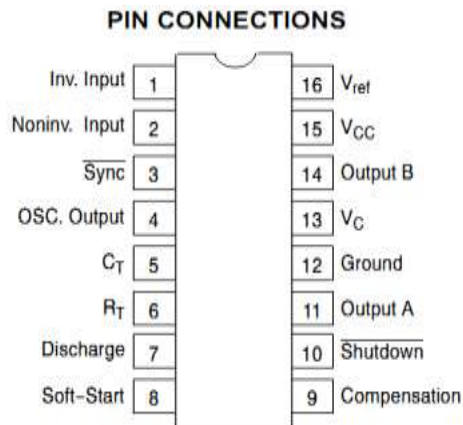 PIN CONNECTIONS
Inv. Input 1 16 Vref
Noninv. Input 2 15 VCC
Sync 3 14 Output B
OSC. Output 4 13 VC
CT 5 12 Ground
RT 6 11 Output A
Discharge 7 10 Shutdown
Soft-Start 8 9 Compensation